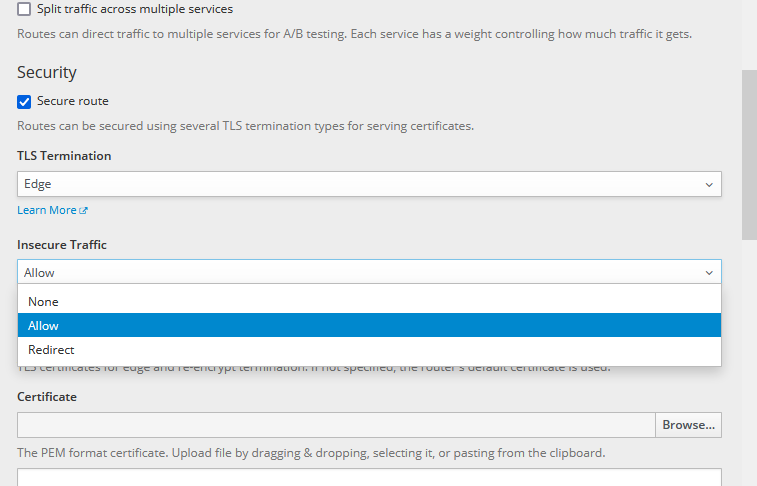 Split traffic across multiple services
Routes can direct traffic to multiple services for A/B testing. Each service has a weight controlling how much traffic it gets.
Security
Secure route
Routes can be secured using several TLS termination types for serving certificates.
TLS Termination
Edge
Learn More
Insecure Traffic
Allow
None
Allow
Redirect
TLS certificates for edge and re-encrypt termination. If not specified, the router's default certificate is used.
Certificate
Browse...
The PEM format certificate. Upload file by dragging & dropping, selecting it, or pasting from the clipboard.